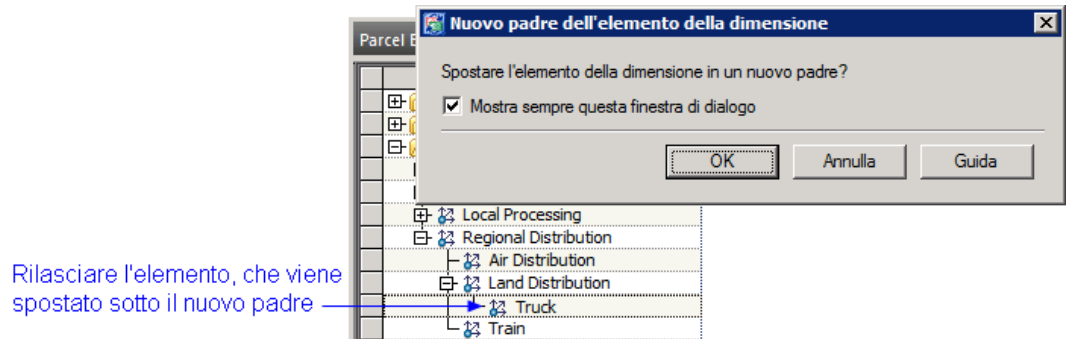 Nuovo padre dell'elemento della dimensione
Parcel
Spostare l'elemento della dimensione in un nuovo padre?
Mostra sempre questa finestra di dialogo
OK Annulla Guida
Local Processing
Regional Distribution
Air Distribution
Land Distribution
Truck
Train
Rilasciare l'elemento, che viene
spostato sotto il nuovo padre